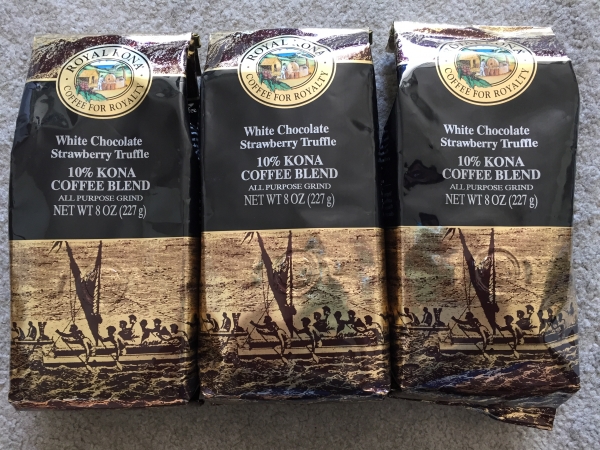 ROYAL KONA
COFFEE FOR ROYALTY
White Chocolate
Strawberry Truffle
10% KONA
COFFEE BLEND
ALL PURPOSE GRIND
NET WT 8 OZ (227 g)
ROYAL KONA
COFFEE FOR ROYALTY
White Chocolate
Strawberry Truffle
10% KONA
COFFEE BLEND
ALL PURPOSE GRIND
NET WT 8 OZ (227 g)
COFFEE FOR ROYALTY
White Chocolate
Strawberry Truffle
10% KONA
COFFEE BLEND
ALL PURPOSE GRIND
NET WT 8 OZ (227 g)